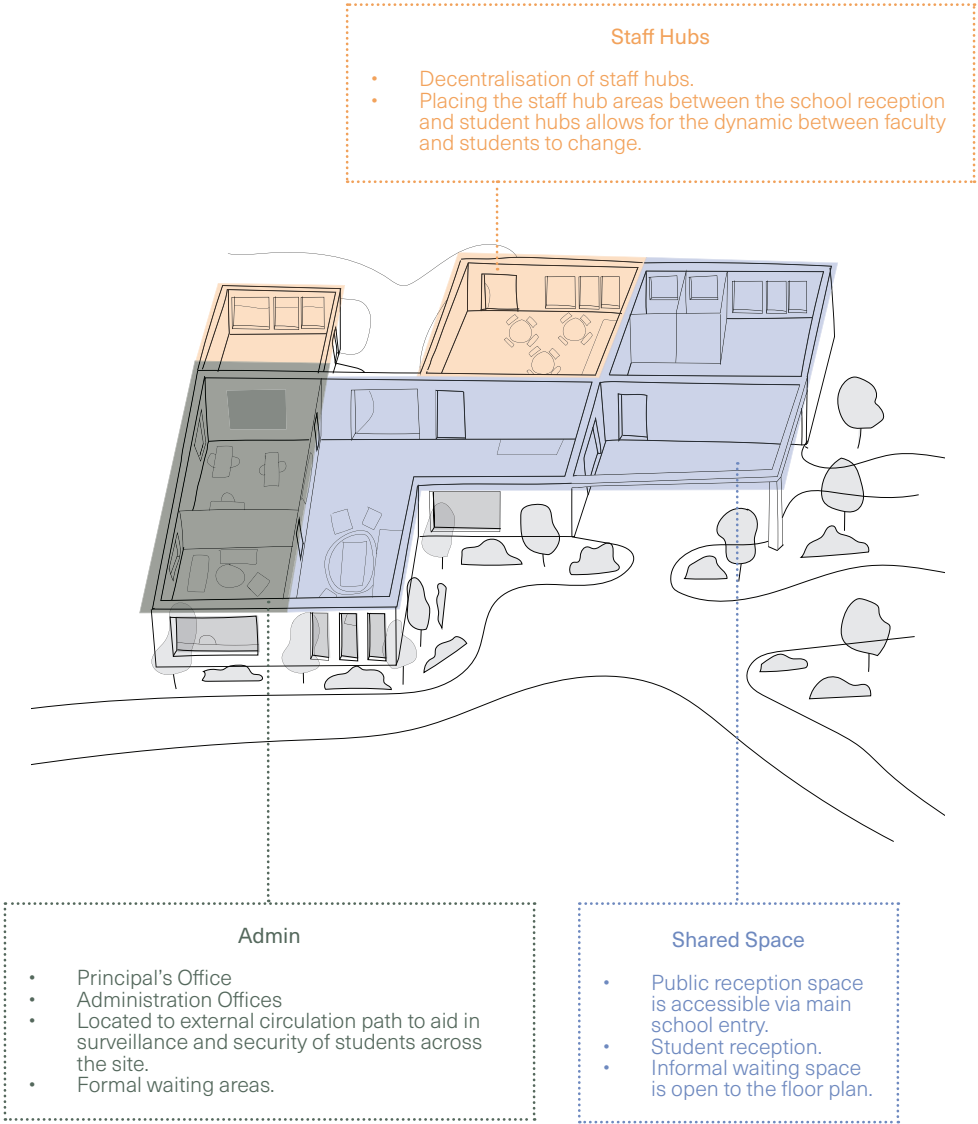 Staff Hubs
• Decentralisation of staff hubs.
• Placing the staff hub areas between the school reception
and student hubs allows for the dynamic between faculty
and students to change.
Admin
• Principal's Office
• Administration Offices
• Located to external circulation path to aid in
surveillance and security of students across
the site.
• Formal waiting areas.
Shared Space
• Public reception space
is accessible via main
school entry.
• Student reception.
• Informal waiting space
is open to the floor plan.